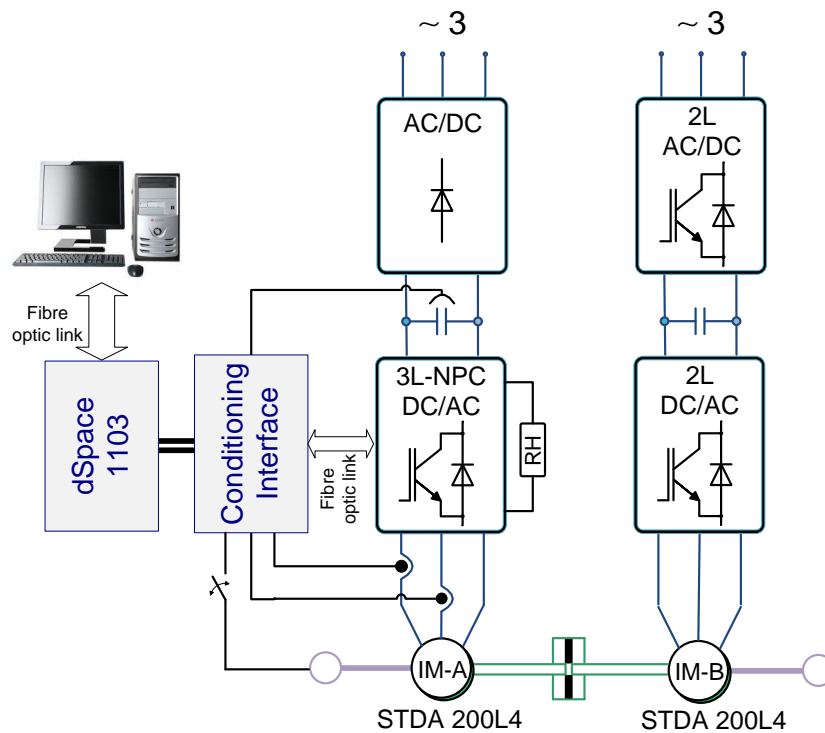 ~ 3
~ 3
AC/DC
2L
AC/DC
Fibre
optic link
3L-NPC
DC/AC
2L
DC/AC
dSpace
1103
Conditioning
Interface
Fibre
optic link
RH
IM-A
IM-B
STDA 200L4
STDA 200L4